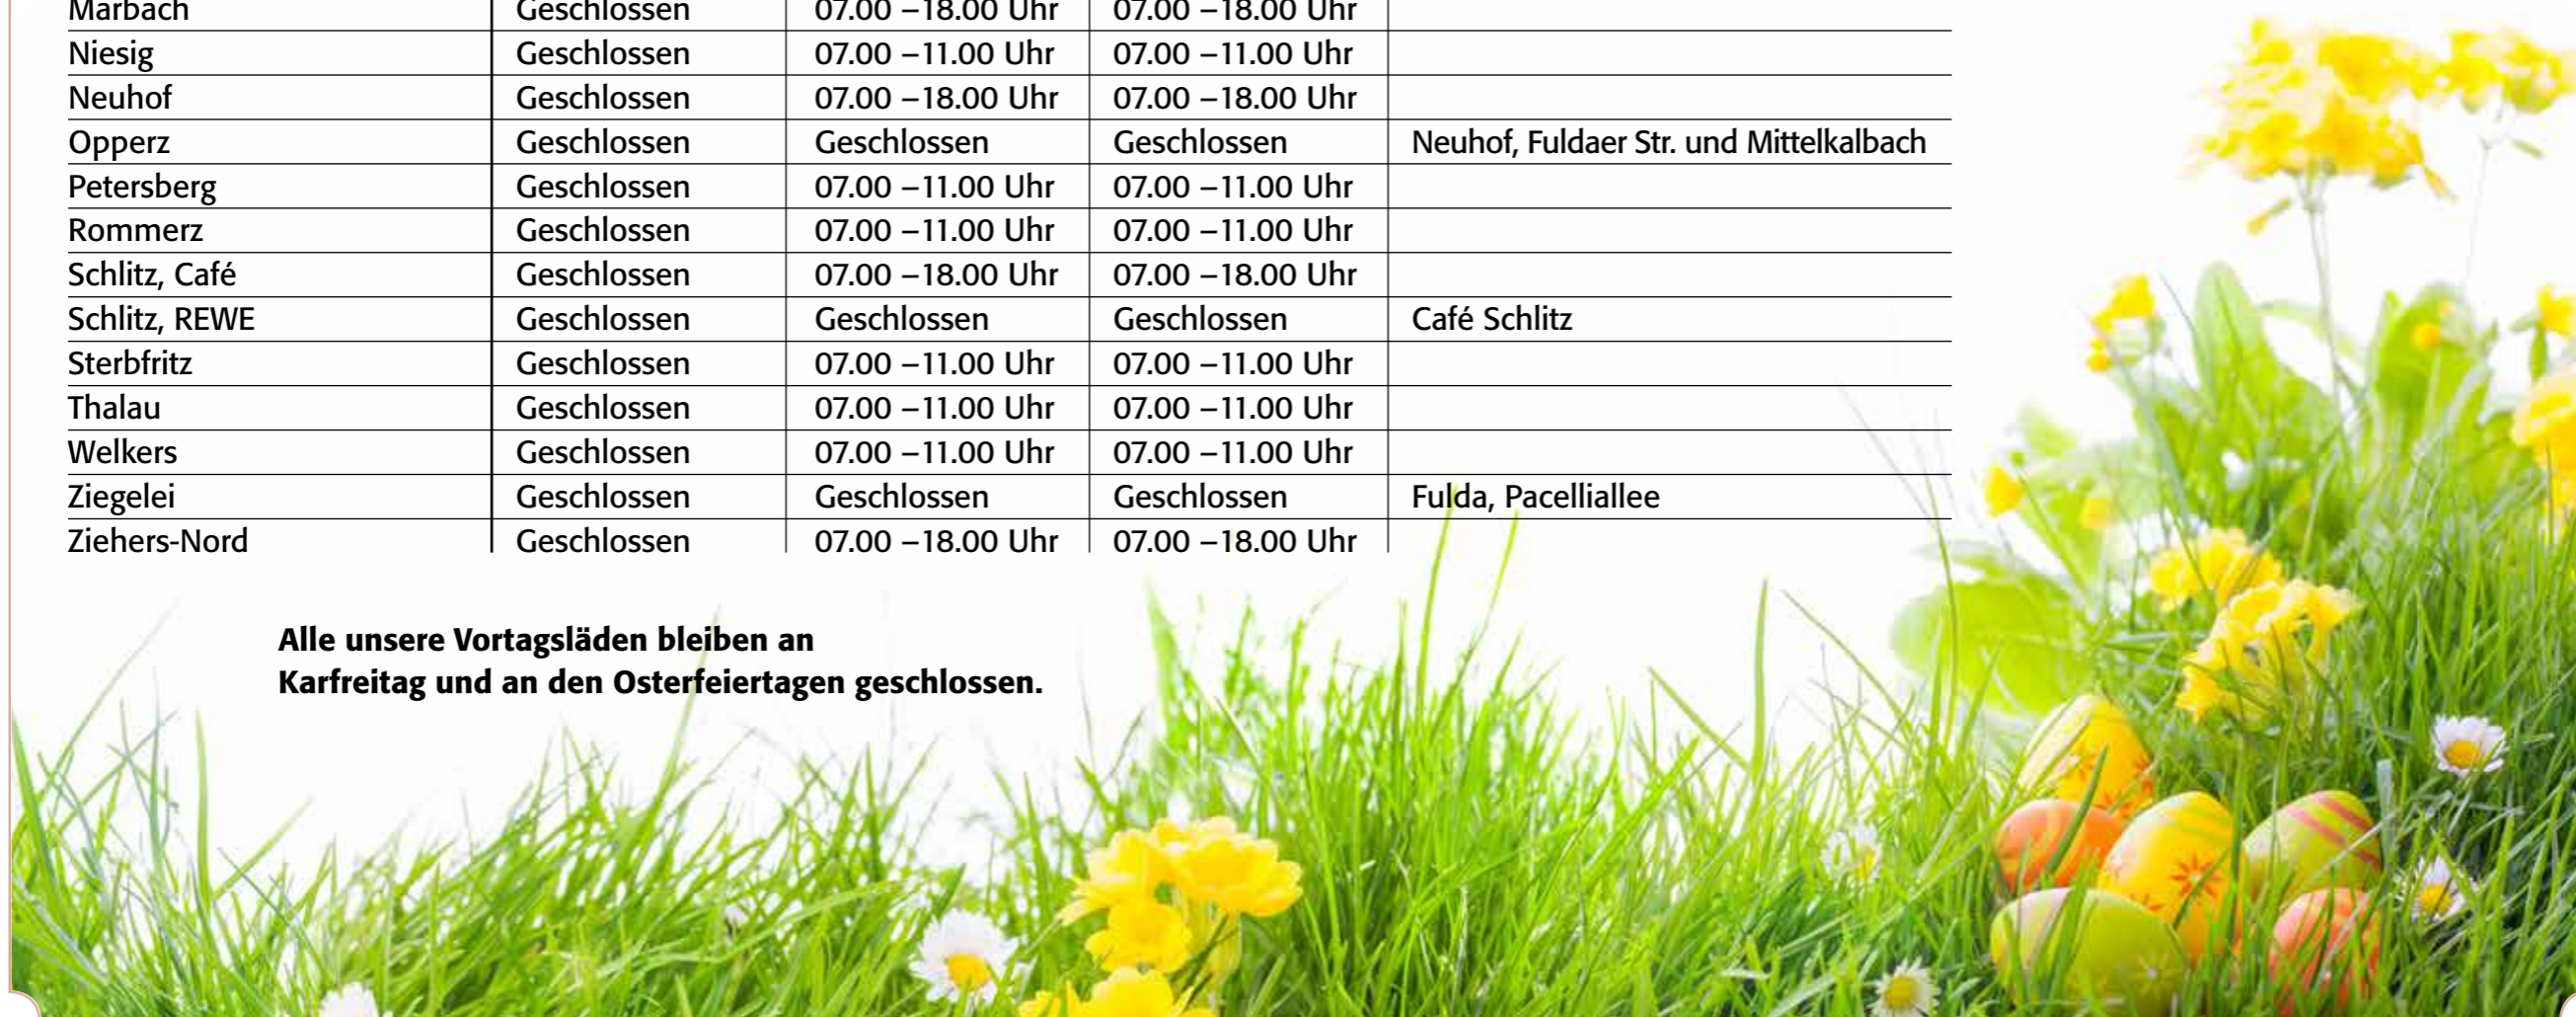 Marbach Geschlossen 07.00 –18.00 Uhr 07.00 –18.00 Uhr
Niesig Geschlossen 07.00 –11.00 Uhr 07.00 –11.00 Uhr
Neuhof Geschlossen 07.00 –18.00 Uhr 07.00 –18.00 Uhr
Opperz Geschlossen Geschlossen Geschlossen Neuhof, Fuldaer Str. und Mittelkalbach
Petersberg Geschlossen 07.00 –11.00 Uhr 07.00 –11.00 Uhr
Rommerz Geschlossen 07.00 –11.00 Uhr 07.00 –11.00 Uhr
Schlitz, Café Geschlossen 07.00 –18.00 Uhr 07.00 –18.00 Uhr
Schlitz, REWE Geschlossen Geschlossen Geschlossen Café Schlitz
Sterbfritz Geschlossen 07.00 –11.00 Uhr 07.00 –11.00 Uhr
Thalau Geschlossen 07.00 –11.00 Uhr 07.00 –11.00 Uhr
Welkers Geschlossen 07.00 –11.00 Uhr 07.00 –11.00 Uhr
Ziegelei Geschlossen Geschlossen Geschlossen Fulda, Pacelliallee
Ziehers-Nord Geschlossen 07.00 –18.00 Uhr 07.00 –18.00 Uhr
Alle unsere Vortagsläden bleiben an
Karfreitag und an den Osterfeiertagen geschlossen.